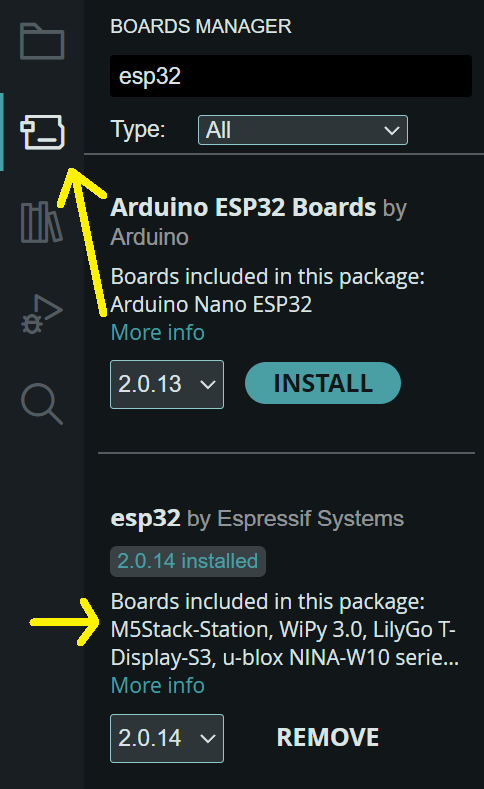 BOARDS MANAGER
esp32
Type: All
Arduino ESP32 Boards by
Arduino
Boards included in this package:
Arduino Nano ESP32
More info
2.0.13 INSTALL
esp32 by Espressif Systems
2.0.14 installed
Boards included in this package:
M5Stack-Station, WiPy 3.0, LilyGo T-
Display-S3, u-blox NINA-W10 serie...
More info
2.0.14 REMOVE